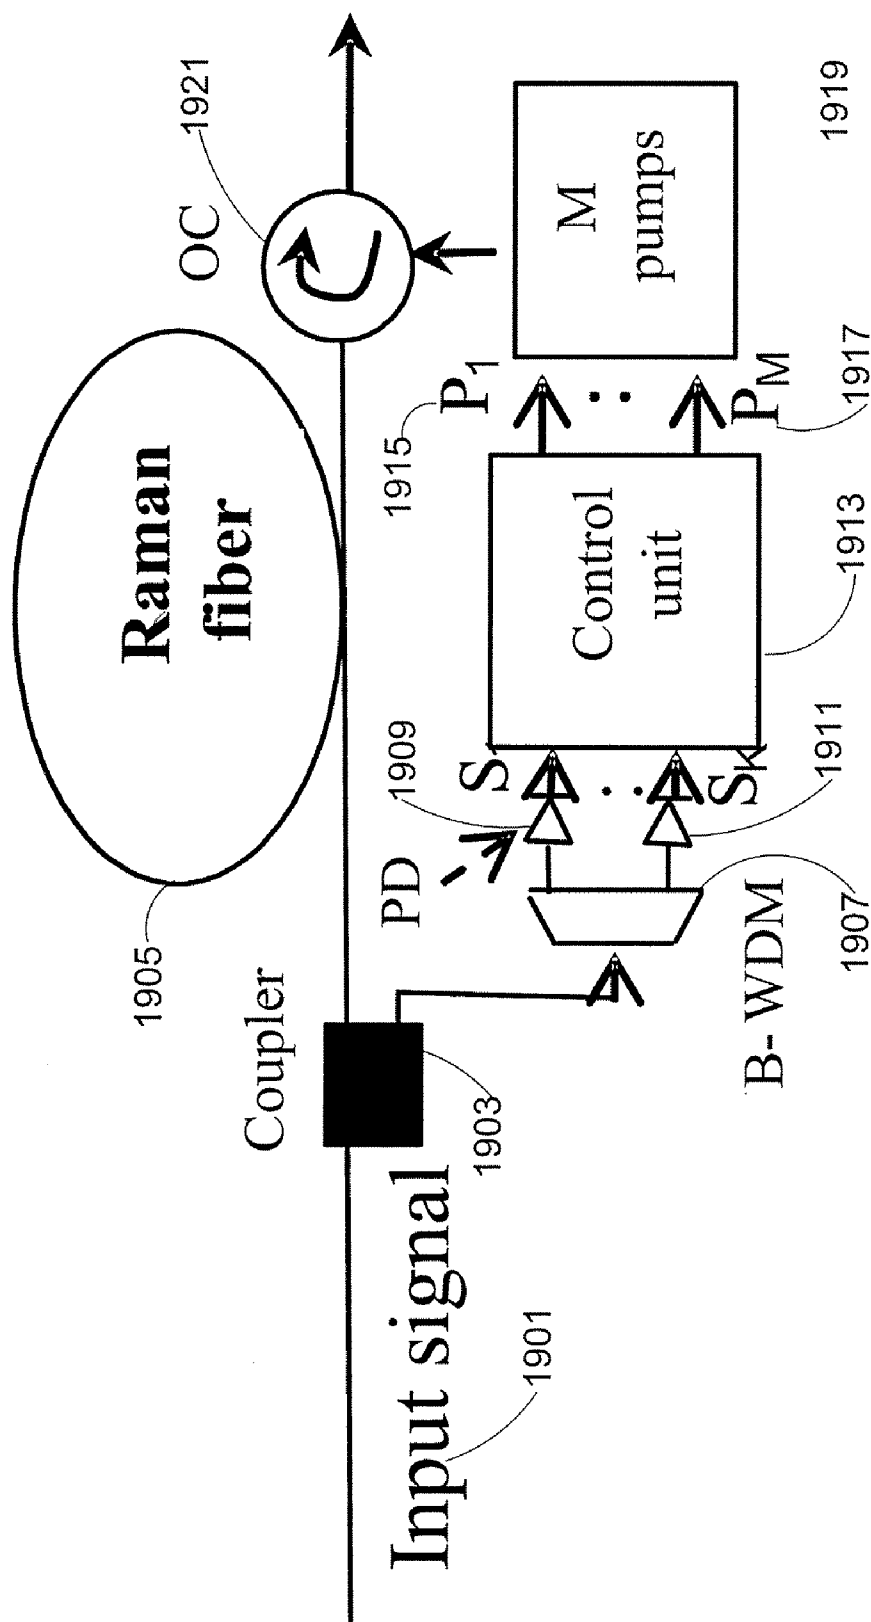 Input signal
1901
Coupler
1903
1905
Raman
fiber
OC
1921
B- WDM
1907
PD
1909
1911
S
S_K
Control
unit
1913
P_1
1915
P_M
1917
M
pumps
1919